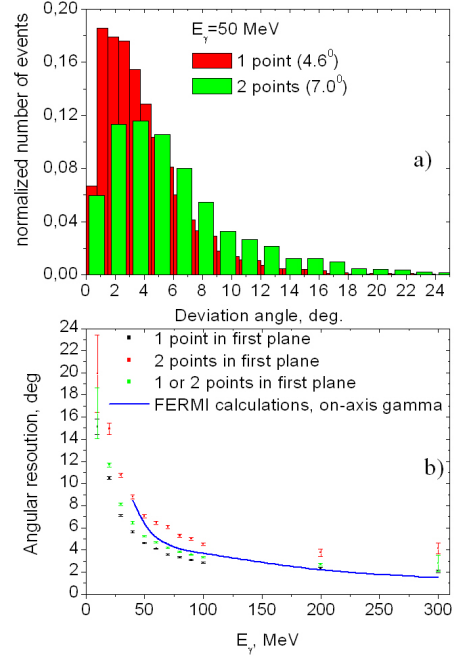 0,20
0,16
0,12
0,08
0,04
0,00
normalized number of events
Eγ=50 MeV
1 point (4.6⁰)
2 points (7.0⁰)
a)
0 2 4 6 8 10 12 14 16 18 20 22 24
Deviation angle, deg.
24
22
20
18
16
14
12
10
8
6
4
2
0
Angular resoution, deg
1 point in first plane
2 points in first plane
1 or 2 points in first plane
FERMI calculations, on-axis gamma
b)
0 50 100 150 200 250 300
Eγ, MeV